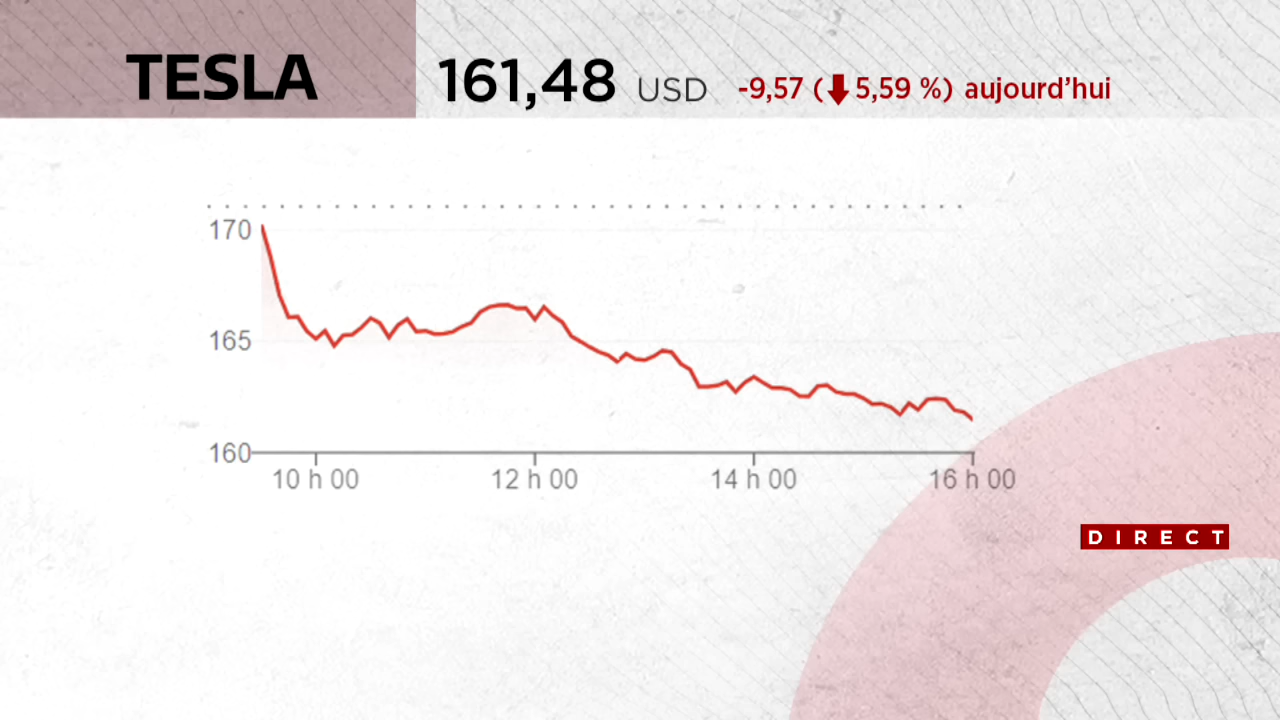 TESLA 161,48 USD -9,57 (↓5,59 %) aujourd'hui
170
165
160
10 h 00 12 h 00 14 h 00 16 h 00
DIRECT